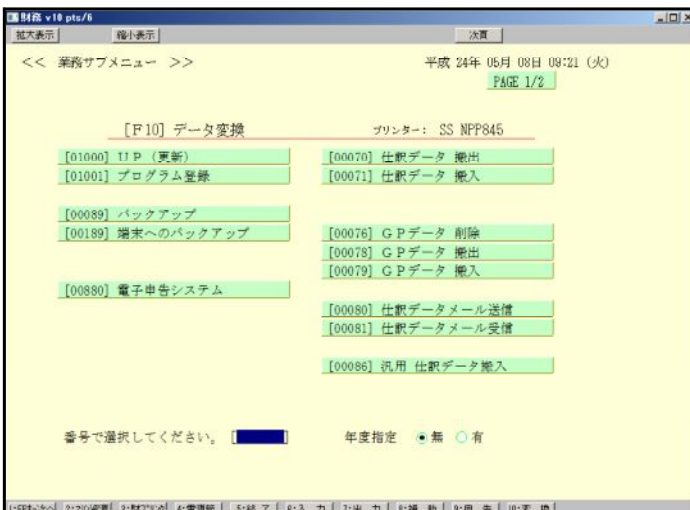 財務 v10 pts/6
拡大表示 縮小表示 次頁
<< 業務サブメニュー >> 平成 24年 05月 08日 09:21 (火)
PAGE 1/2
[F10] データ変換 プリンター: SS NPP845
[01000] UP (更新) [00070] 仕訳データ 搬出
[01001] プログラム登録 [00071] 仕訳データ 搬入
[00089] バックアップ
[00189] 端末へのバックアップ [00076] GPデータ 削除
[00078] GPデータ 搬出
[00079] GPデータ 搬入
[00880] 電子申告システム
[00080] 仕訳データメール送信
[00081] 仕訳データメール受信
[00086] 汎用 仕訳データ搬入
番号で選択してください。 [ ] 年度指定 無 有
5:終 了 6:入 力 7:出 力 8:補 助 9:申 告 10:変 換